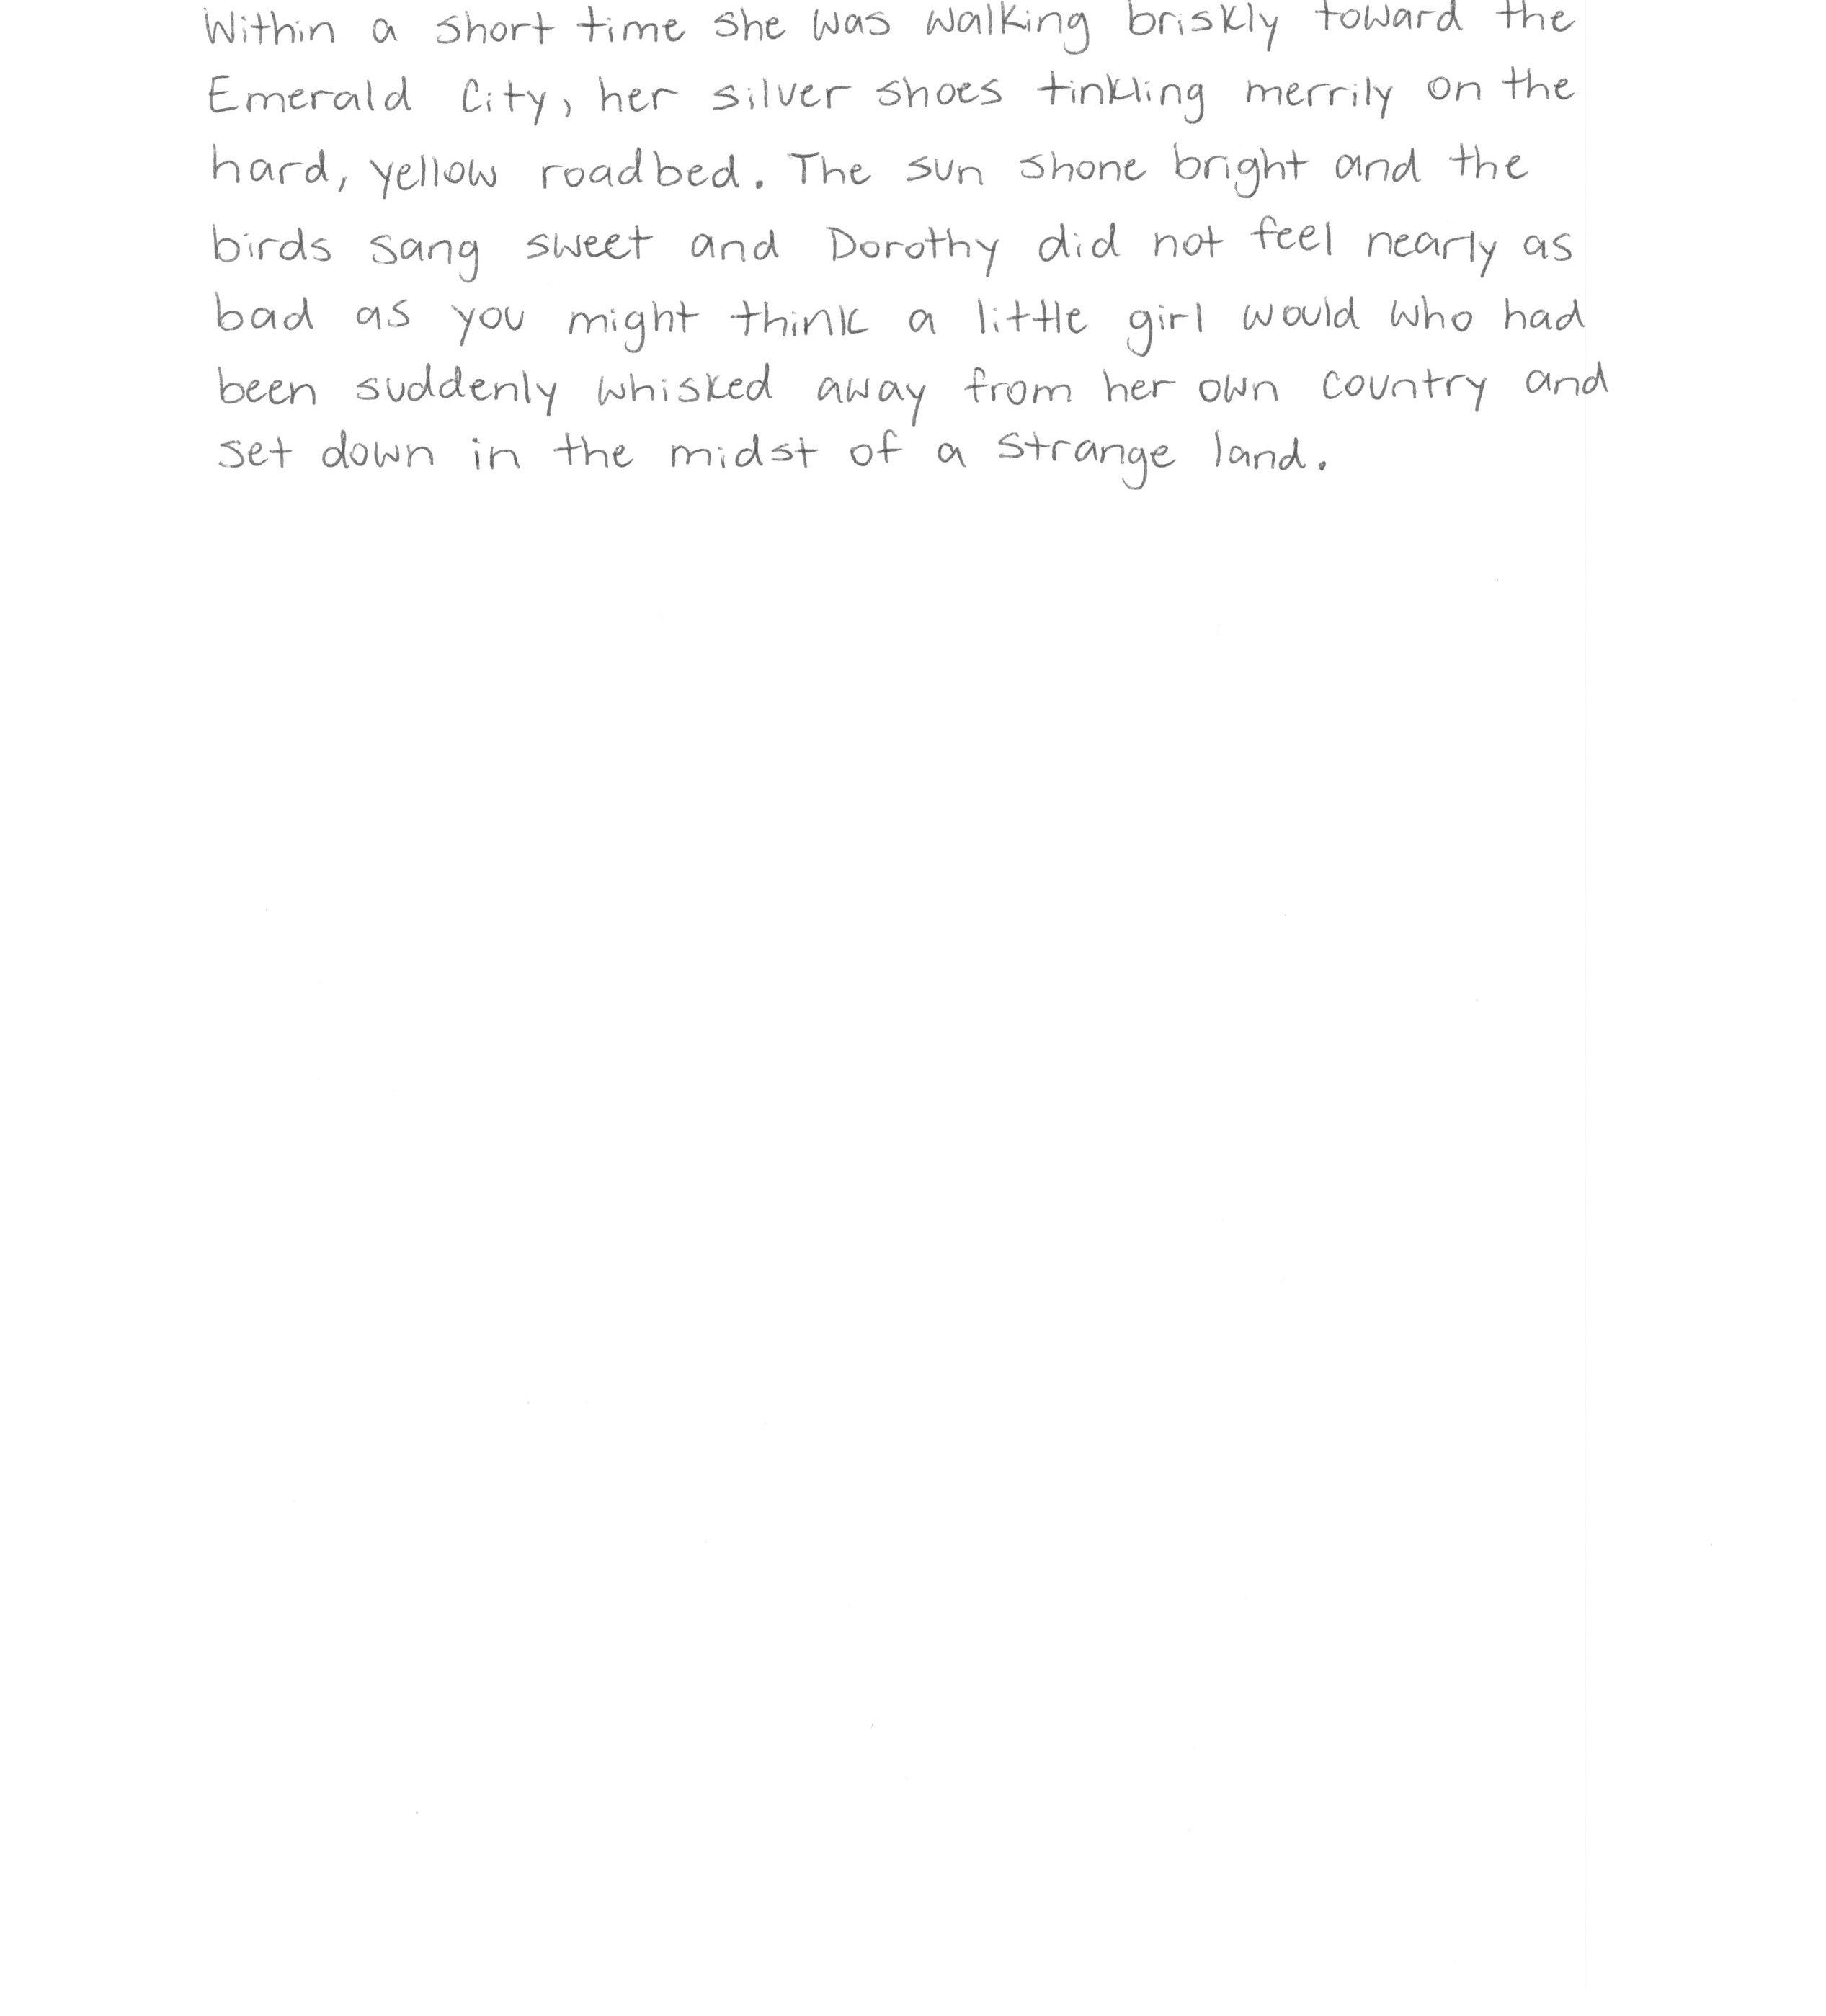 Within a short time she was walking briskly toward the
Emerald City, her silver shoes tinkling merrily on the
hard, yellow roadbed. The sun shone bright and the
birds sang sweet and Dorothy did not feel nearly as
bad as you might think a little girl would who had
been suddenly whisked away from her own country and
set down in the midst of a strange land.